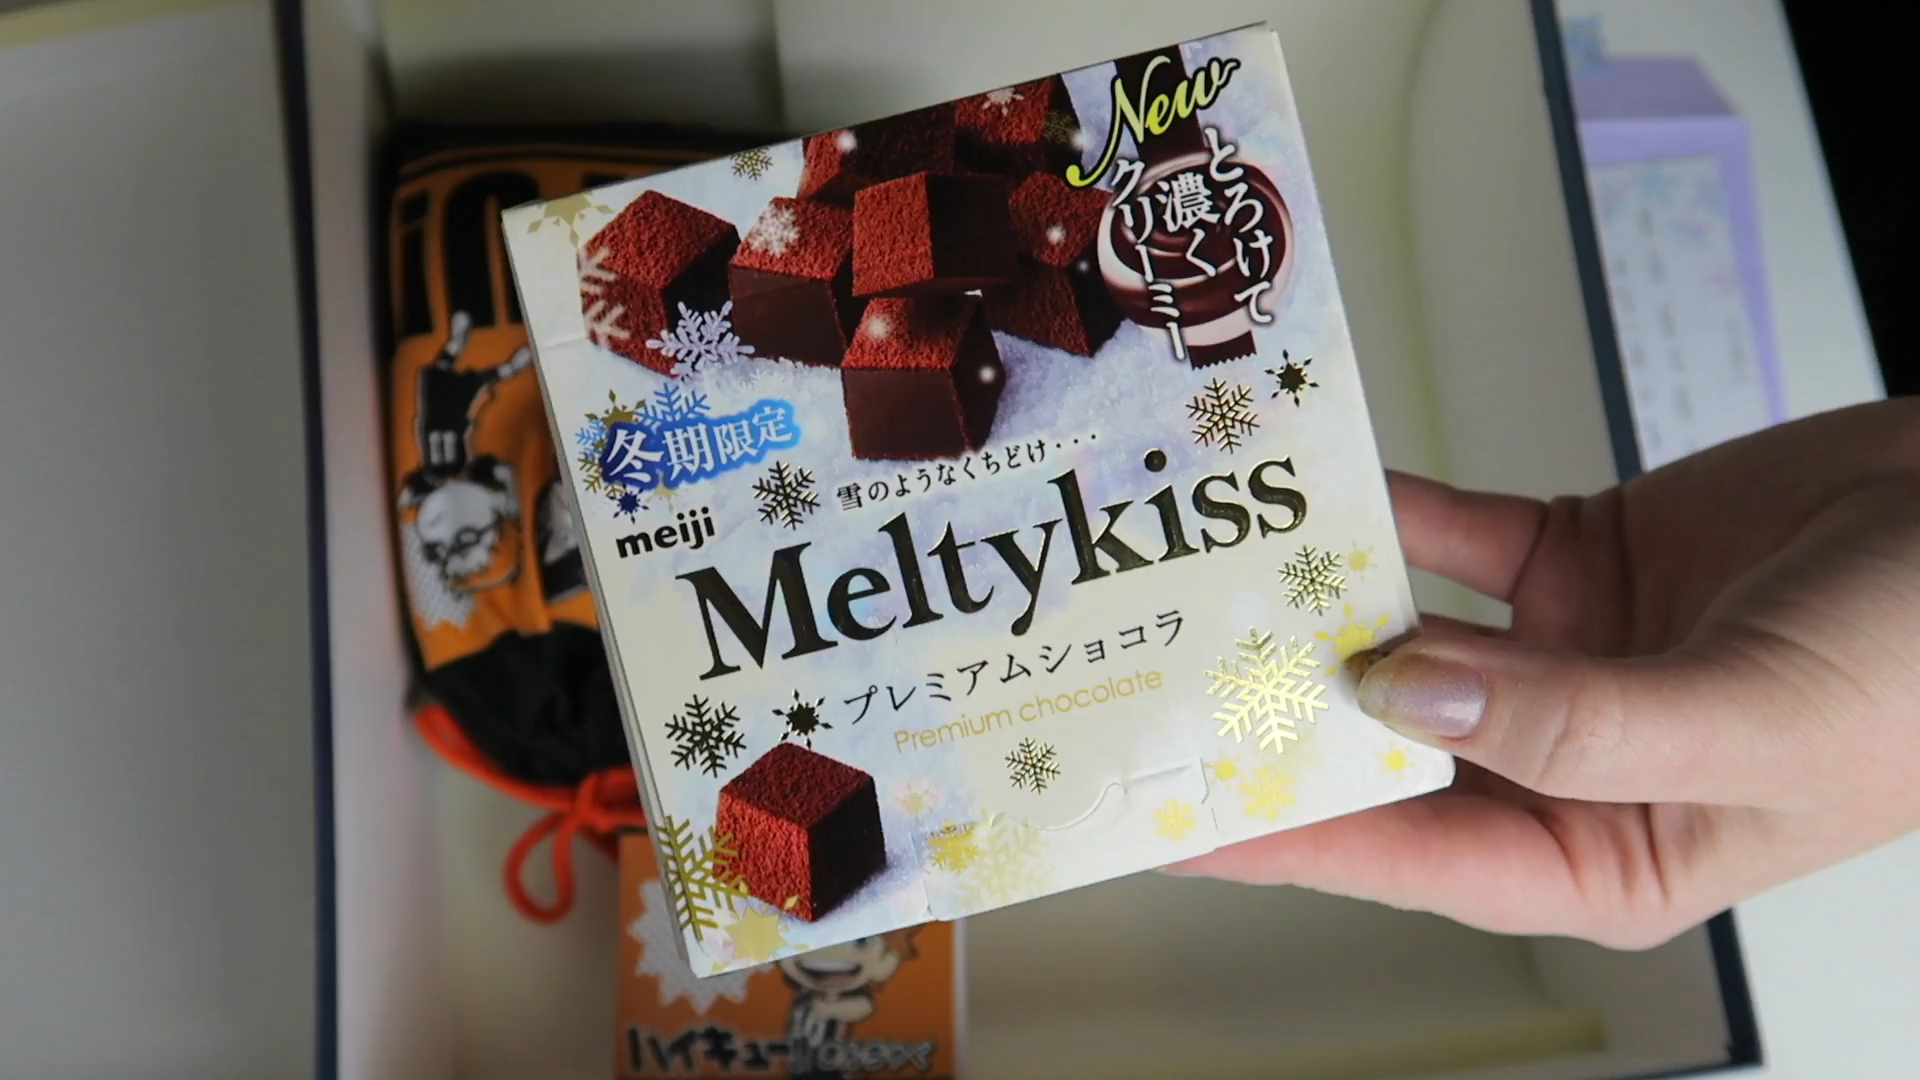 New
とろけて
濃く
クリーミー
冬期限定
雪のようなくちどけ・・・
meiji
Meltykiss
プレミアムショコラ
Premium chocolate
ハイキュー!!